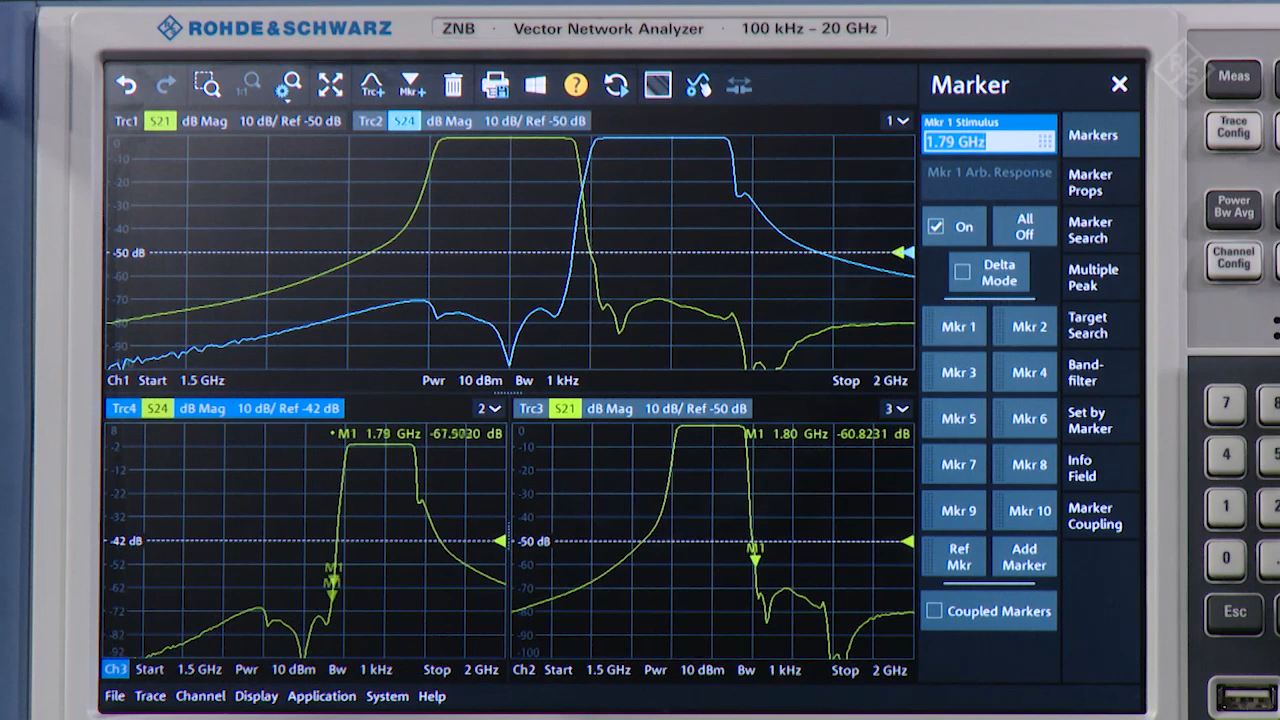 ROHDE&SCHWARZ
ZNB · Vector Network Analyzer · 100 kHz – 20 GHz
1:1
Trc+
Mkr+
?
Trc1 S21 dB Mag 10 dB/ Ref -50 dB Trc2 S24 dB Mag 10 dB/ Ref -50 dB 1
0
-10
-20
-30
-40
-50 dB
-60
-70
-80
-90
Ch1 Start 1.5 GHz Pwr 10 dBm Bw 1 kHz Stop 2 GHz
Trc4 S24 dB Mag 10 dB/ Ref -42 dB 2
8
•M1 1.79 GHz dB
-2
-12
-22
-32
-42 dB
-52
-62
-72
-82
-92
M1
Ch3 Start 1.5 GHz Pwr 10 dBm Bw 1 kHz Stop 2 GHz
Trc3 S21 dB Mag 10 dB/ Ref -50 dB 3
0
M1 1.80 GHz -60.8231 dB
-10
-20
-30
-40
-50 dB
-60
-70
-80
-90
-100
M1
Ch2 Start 1.5 GHz Pwr 10 dBm Bw 1 kHz Stop 2 GHz
File Trace Channel Display Application System Help
Marker
Mkr 1 Stimulus
1.79 GHz
Mkr 1 Arb. Response
On
All
Off
Delta
Mode
Mkr 1 Mkr 2
Mkr 3 Mkr 4
Mkr 5 Mkr 6
Mkr 7 Mkr 8
Mkr 9 Mkr 10
Ref
Mkr
Add
Marker
Coupled Markers
Markers
Marker
Props
Marker
Search
Multiple
Peak
Target
Search
Band-
filter
Set by
Marker
Info
Field
Marker
Coupling
R&S
Meas
Trace
Config
Power
Bw Avg
Channel
Config
7
4
1
0
Esc